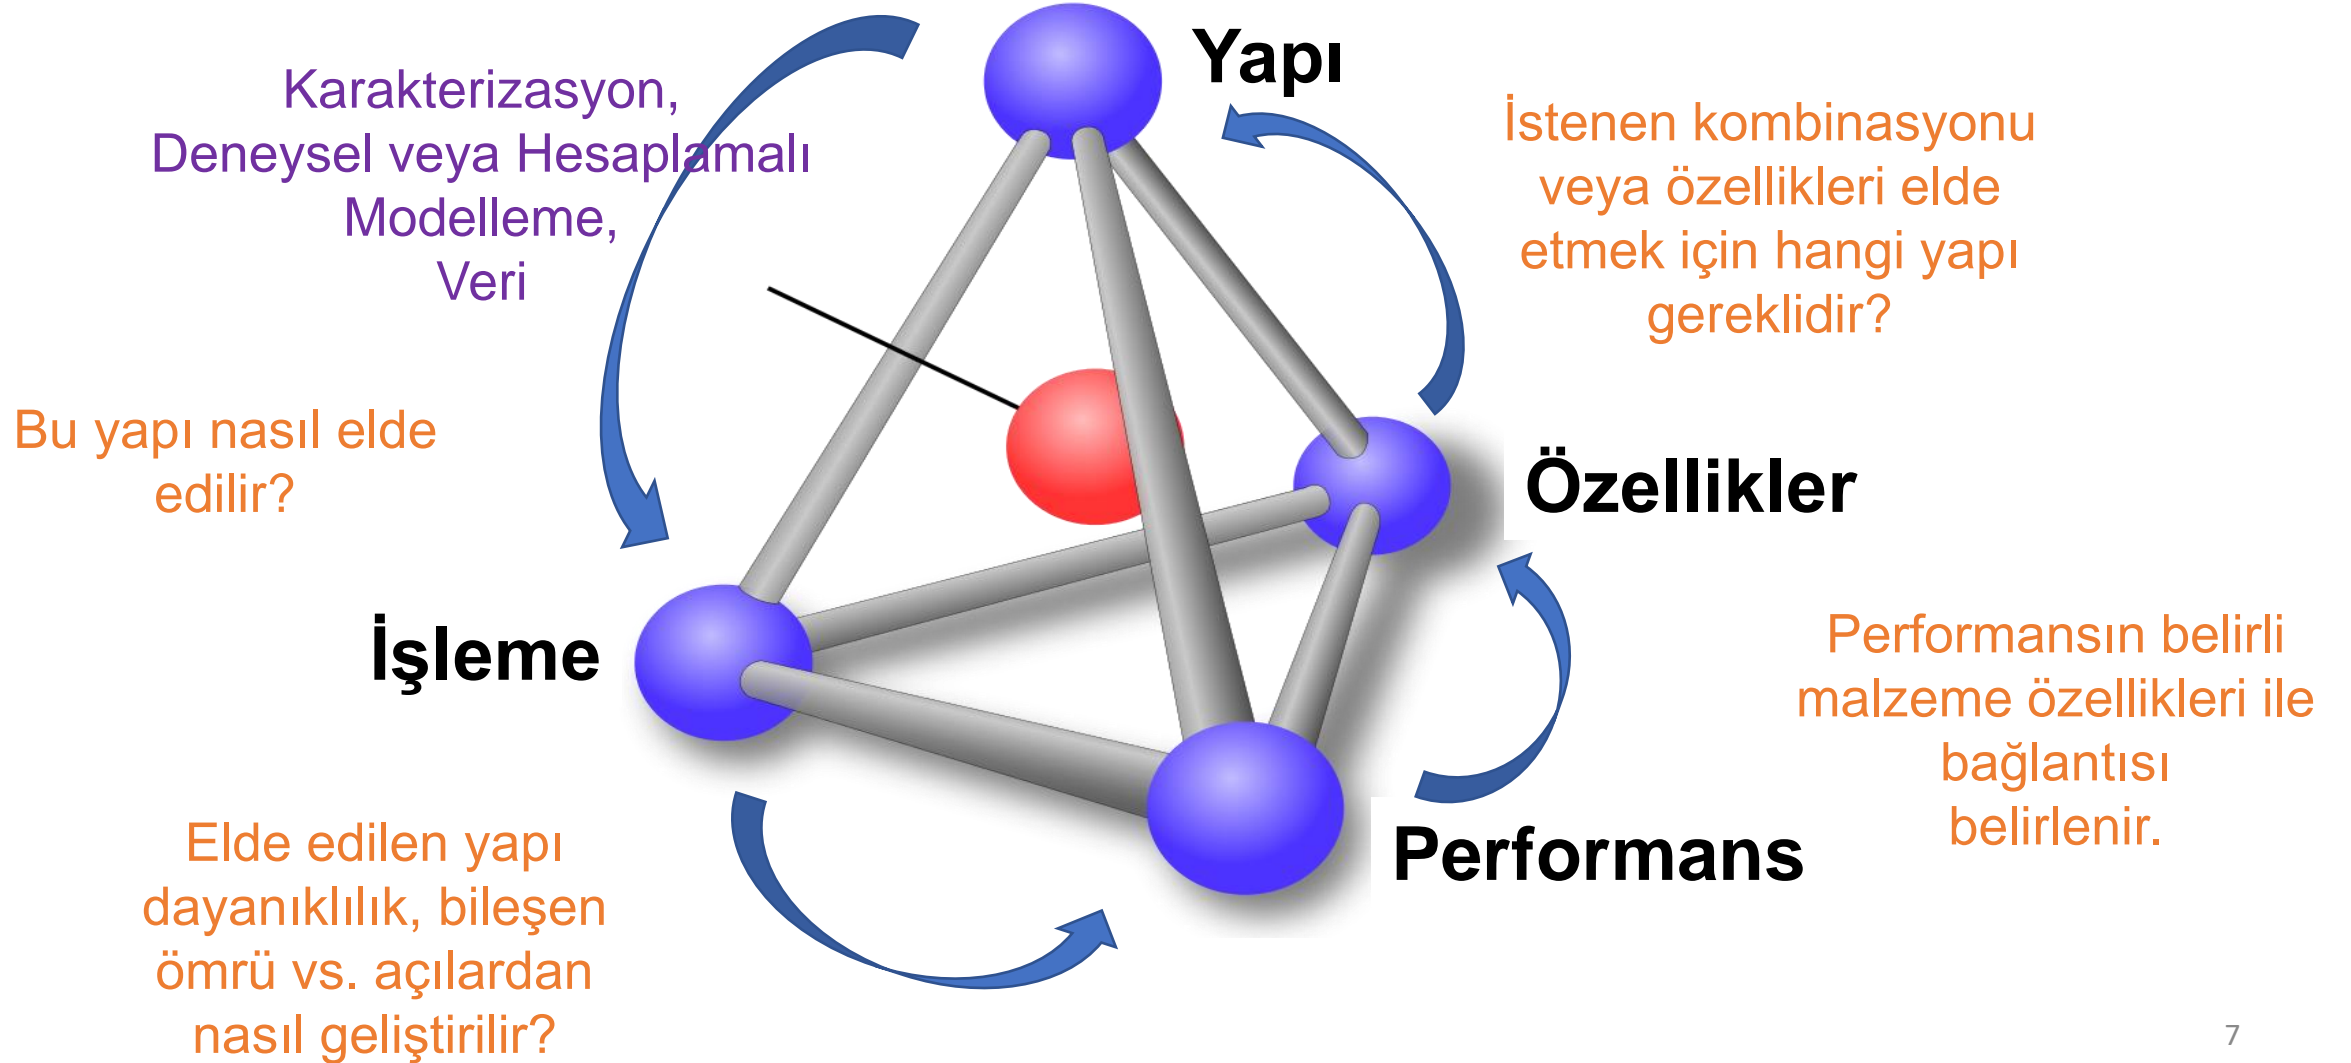 Yapı
Karakterizasyon,
Deneysel veya Hesaplamalı
Modelleme,
Veri
İstenen kombinasyonu
veya özellikleri elde
etmek için hangi yapı
gereklidir?
Bu yapı nasıl elde
edilir?
Özellikler
İşleme
Performansın belirli
malzeme özellikleri ile
bağlantısı
belirlenir.
Performans
Elde edilen yapı
dayanıklılık, bileşen
ömrü vs. açılardan
nasıl geliştirilir?
7